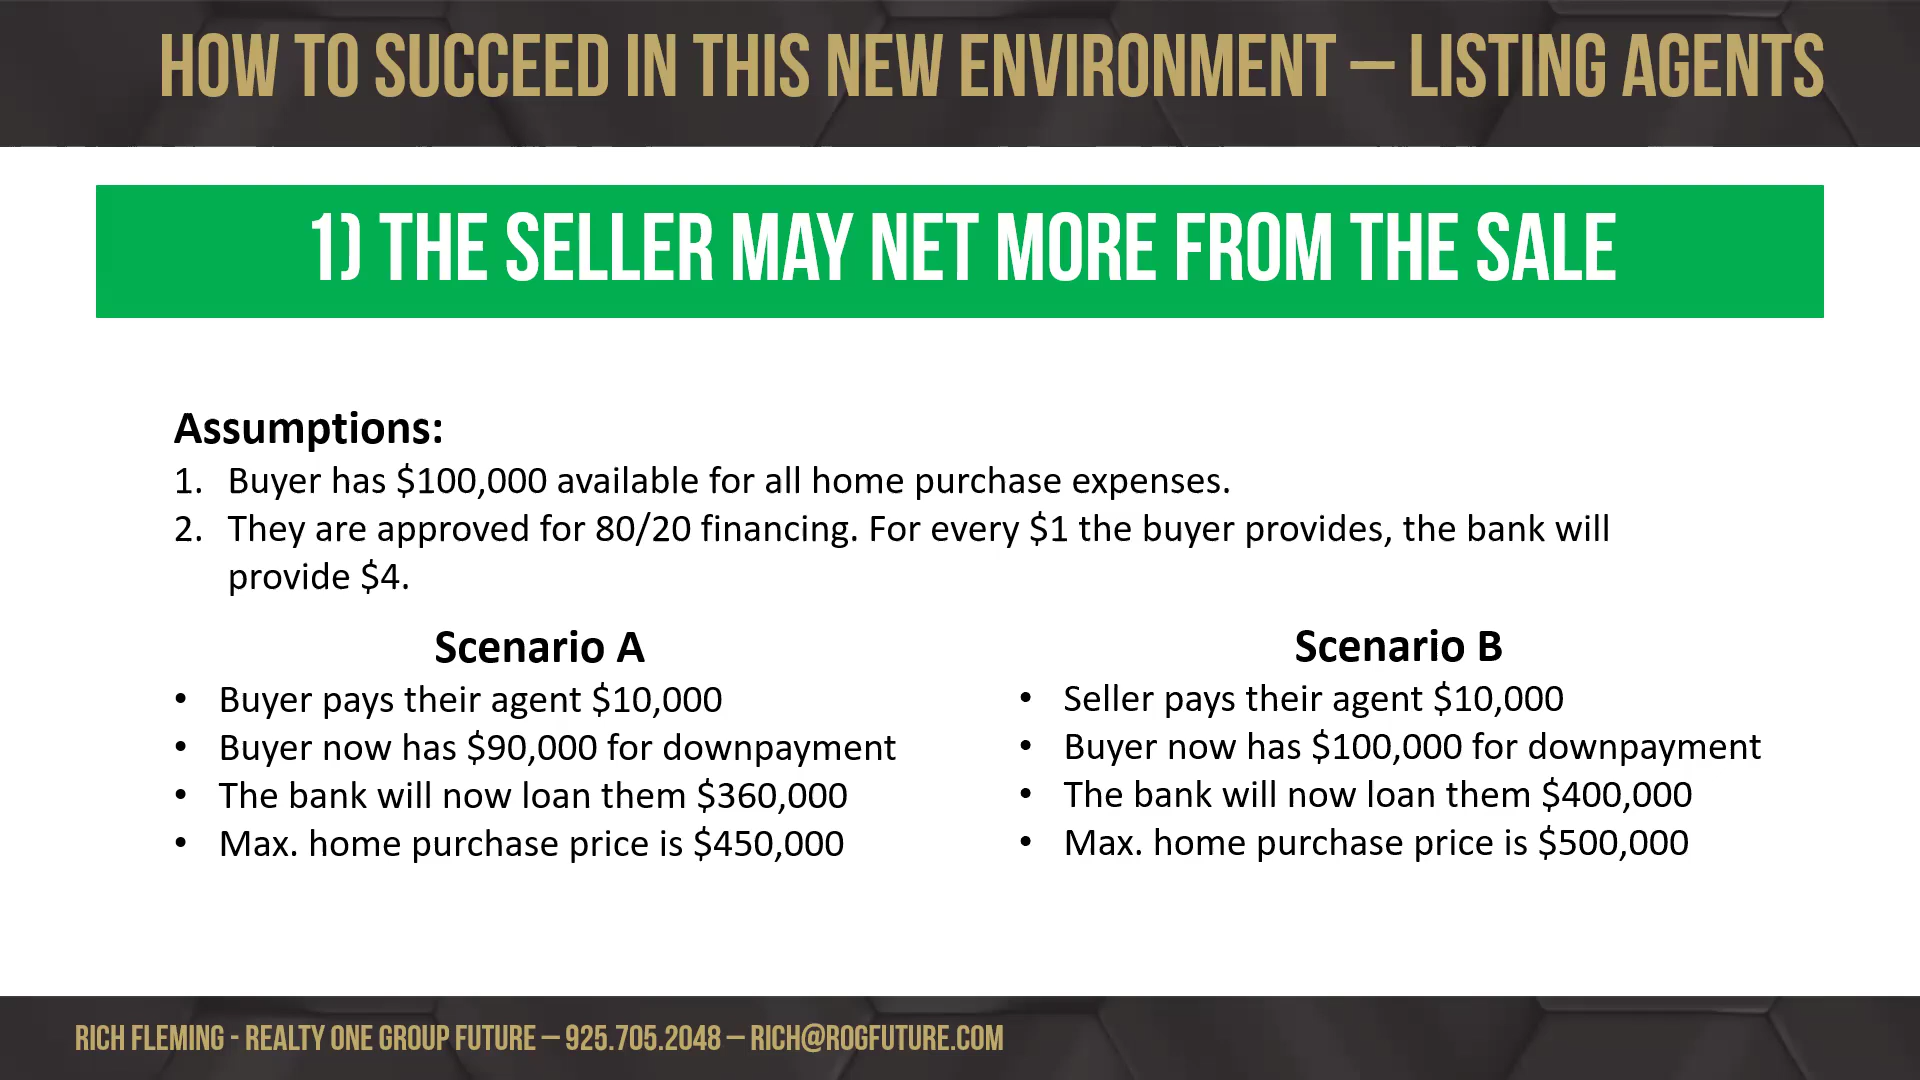 HOW TO SUCCEED IN THIS NEW ENVIRONMENT – LISTING AGENTS
1) THE SELLER MAY NET MORE FROM THE SALE
Assumptions:
1. Buyer has $100,000 available for all home purchase expenses.
2. They are approved for 80/20 financing. For every $1 the buyer provides, the bank will
provide $4.
Scenario A
• Buyer pays their agent $10,000
• Buyer now has $90,000 for downpayment
• The bank will now loan them $360,000
• Max. home purchase price is $450,000
Scenario B
• Seller pays their agent $10,000
• Buyer now has $100,000 for downpayment
• The bank will now loan them $400,000
• Max. home purchase price is $500,000
RICH FLEMING - REALTY ONE GROUP FUTURE – 925.705.2048 – RICH@ROGFUTURE.COM